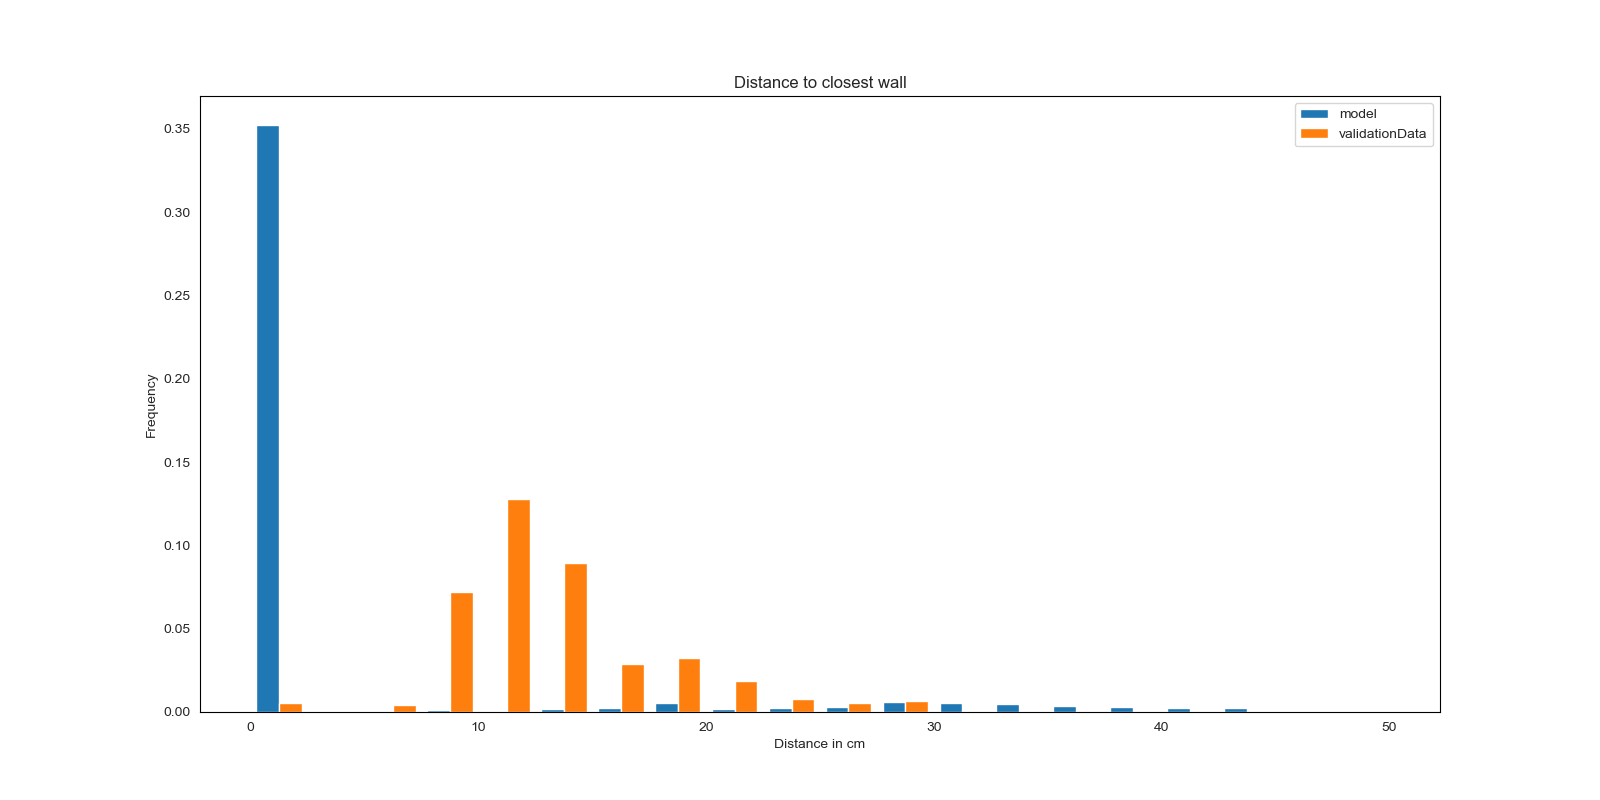 Distance to closest wall
model
validationData
0.35
0.30
0.25
0.20
0.15
0.10
0.05
0.00
Frequency
0 10 20 30 40 50
Distance in cm